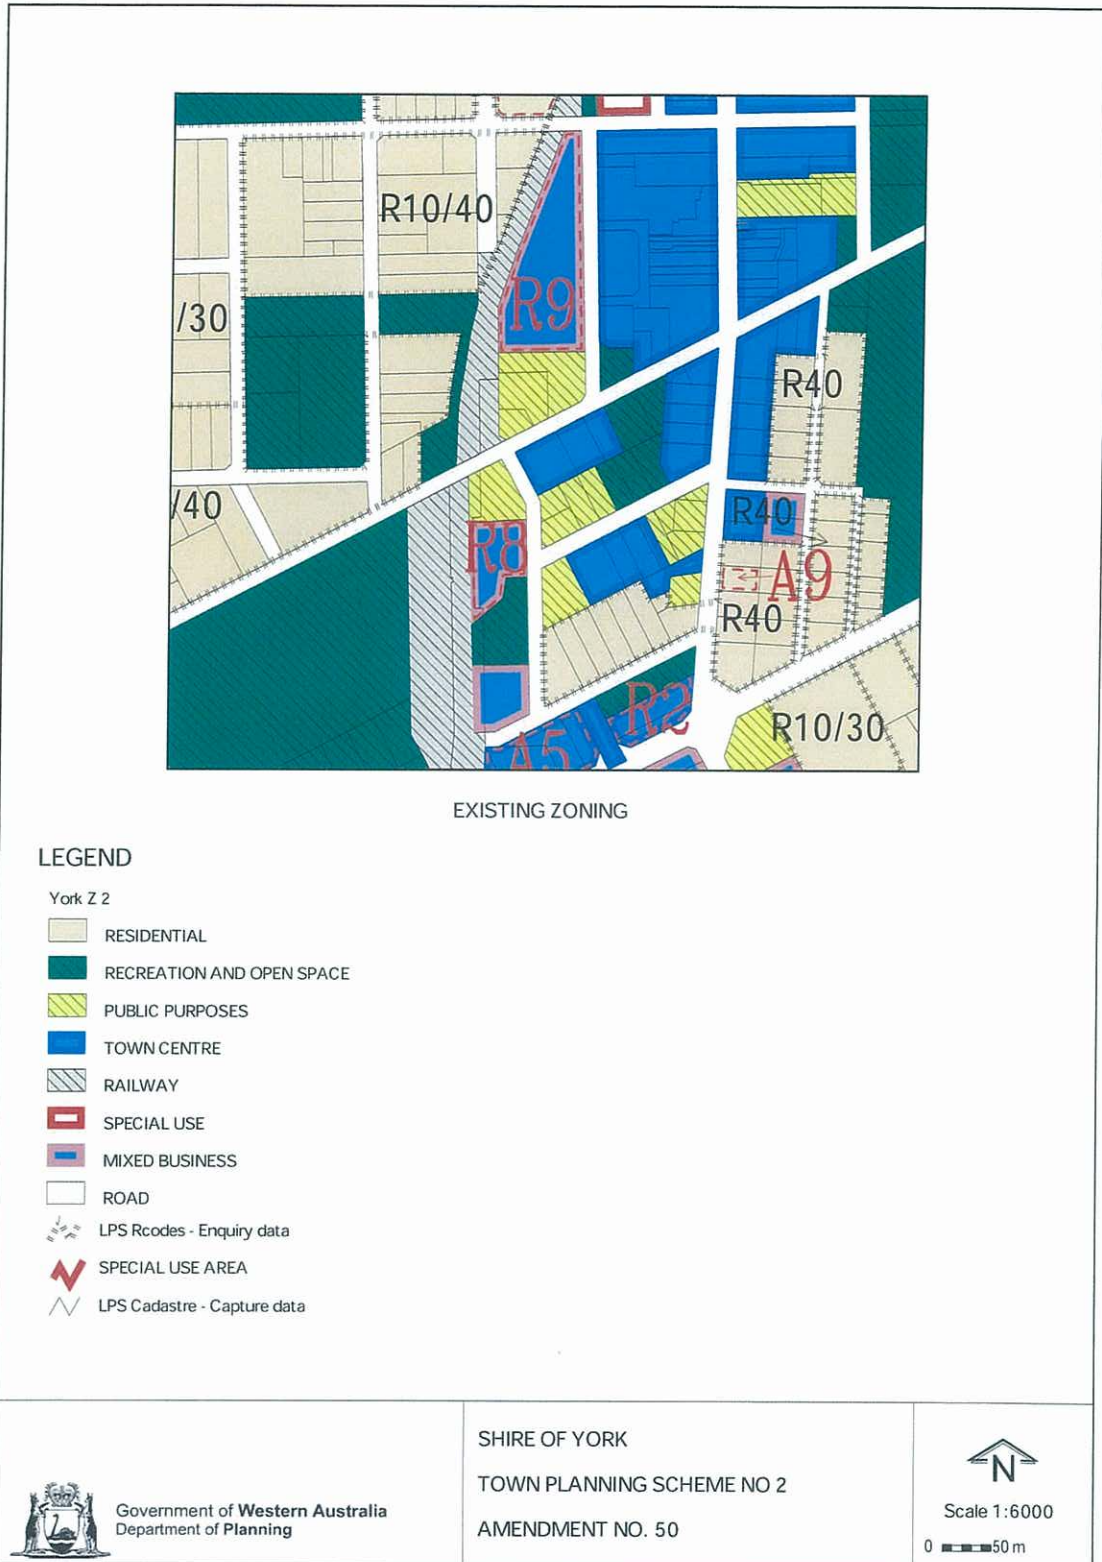 R10/40
/30
R9
R40
/40
R8
R40
A9
R40
R2
A5
R10/30
EXISTING ZONING
LEGEND
York Z 2
RESIDENTIAL
RECREATION AND OPEN SPACE
PUBLIC PURPOSES
TOWN CENTRE
RAILWAY
SPECIAL USE
MIXED BUSINESS
ROAD
LPS Rcodes - Enquiry data
SPECIAL USE AREA
LPS Cadastre - Capture data
Government of Western Australia
Department of Planning
SHIRE OF YORK
TOWN PLANNING SCHEME NO 2
AMENDMENT NO. 50
N
Scale 1:6000
0 50 m